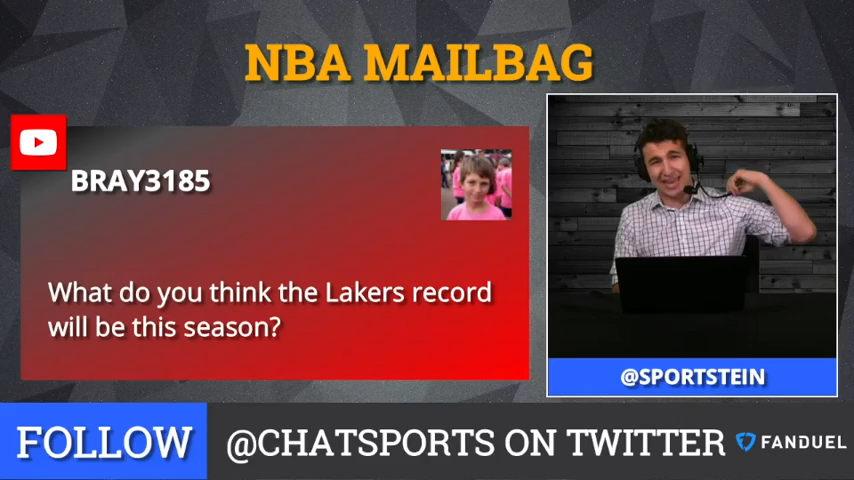 NBA MAILBAG
BRAY3185
What do you think the Lakers record
will be this season?
@SPORTSTEIN
FOLLOW @CHATSPORTS ON TWITTER FANDUEL